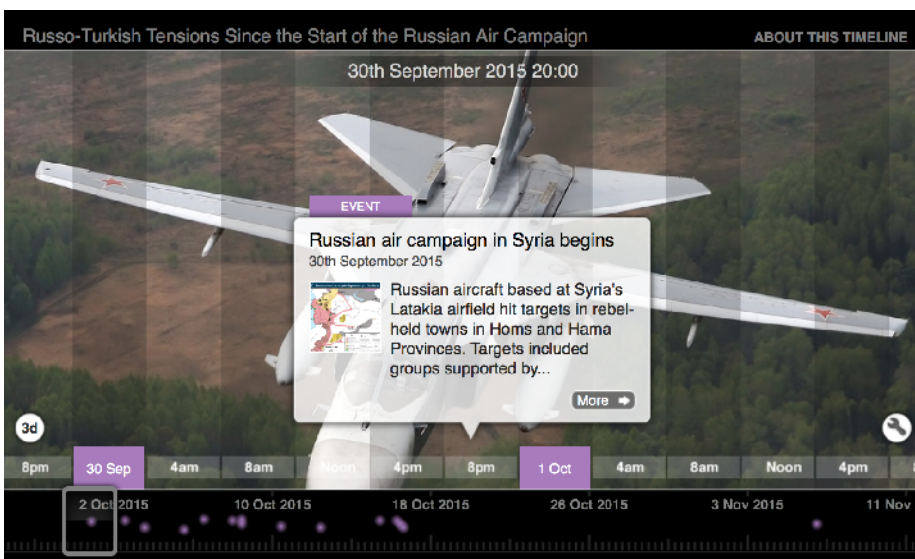 Russo-Turkish Tensions Since the Start of the Russian Air Campaign
ABOUT THIS TIMELINE
30th September 2015 20:00
EVENT
Russian air campaign in Syria begins
30th September 2015
Russian aircraft based at Syria's
Latakia airfield hit targets in rebel-
held towns in Homs and Hama
Provinces. Targets included
groups supported by...
More
3d
8pm 30 Sep 4am 8am Noon 4pm 8pm 1 Oct 4am 8am Noon 4pm
2 Oct 2015 10 Oct 2015 18 Oct 2015 26 Oct 2015 3 Nov 2015 11 Nov